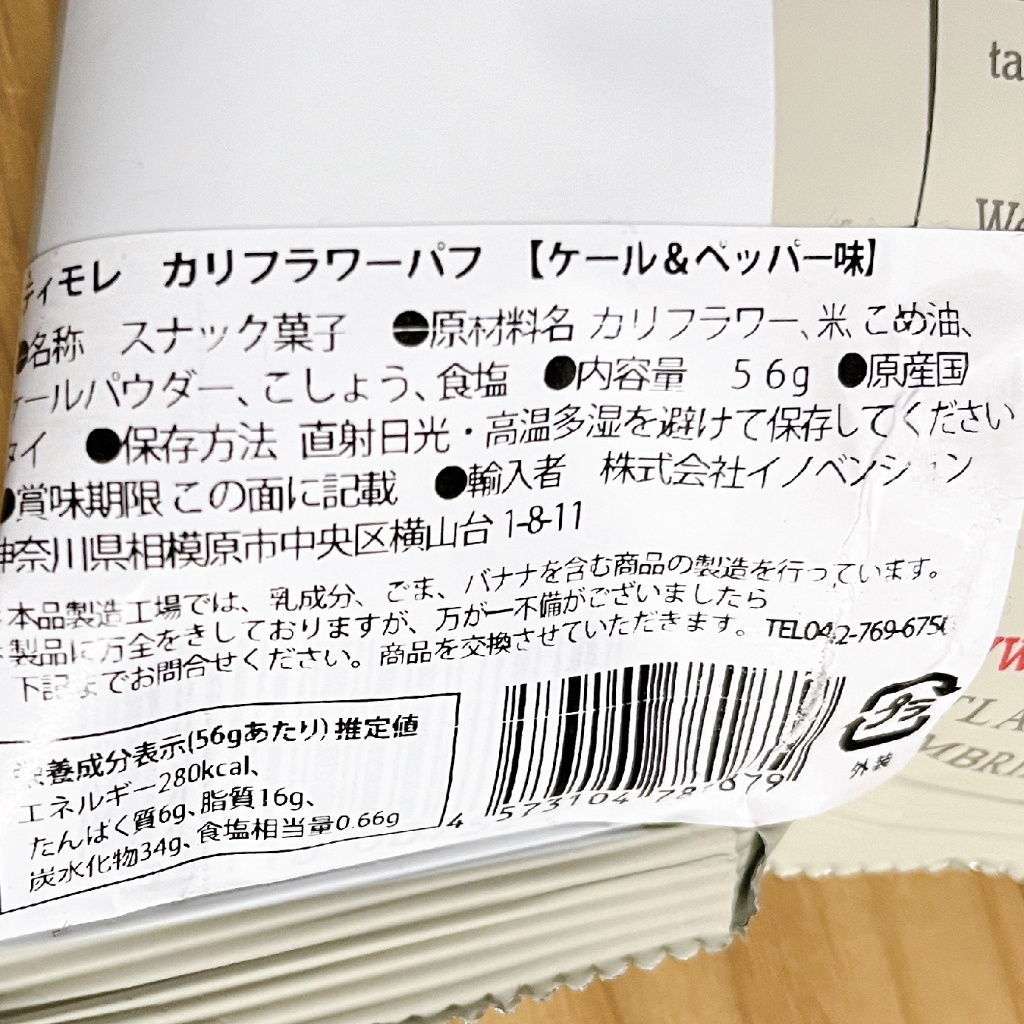 ta
We
ティモレ カリフラワーパフ 【ケール&ペッパー味】
●名称 スナック菓子 ●原材料名 カリフラワー、米、こめ油、
ケールパウダー、こしょう、食塩 ●内容量 56g ●原産国
タイ ●保存方法 直射日光・高温多湿を避けて保存してください
●賞味期限 この面に記載 ●輸入者 株式会社イノベンション
神奈川県相模原市中央区横山台1-8-11
本品製造工場では、乳成分、ごま、バナナを含む商品の製造を行っています。
製品に万全をきしておりますが、万が一不備がございましたら
下記までお問合せください。商品を交換させていただきます。 TEL042-769-6756
栄養成分表示(56gあたり)推定値
エネルギー280kcal、
たんぱく質6g、脂質16g、
炭水化物34g、食塩相当量0.66g
4 573104 781679
プラ
外装
TLA
MBRI